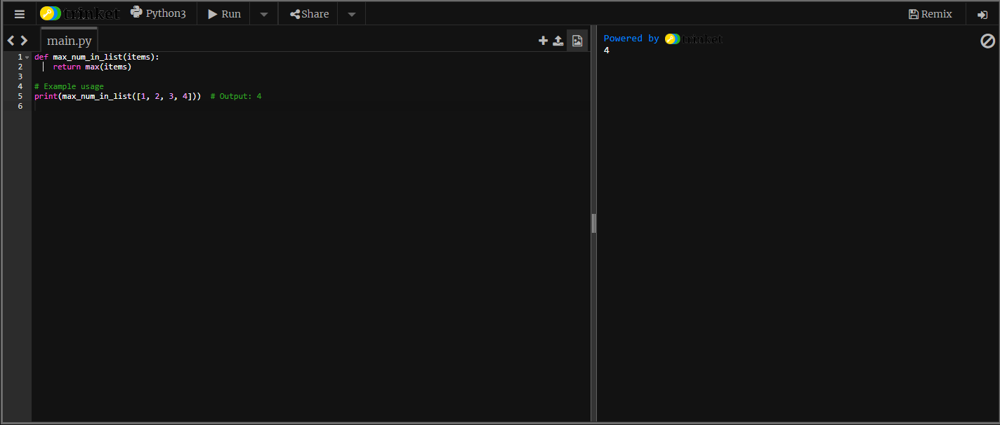 trinket Python3 Run Share Remix
main.py
1 def max_num_in_list(items):
2 return max(items)
3
4 # Example usage
5 print(max_num_in_list([1, 2, 3, 4])) # Output: 4
6
Powered by trinket
4